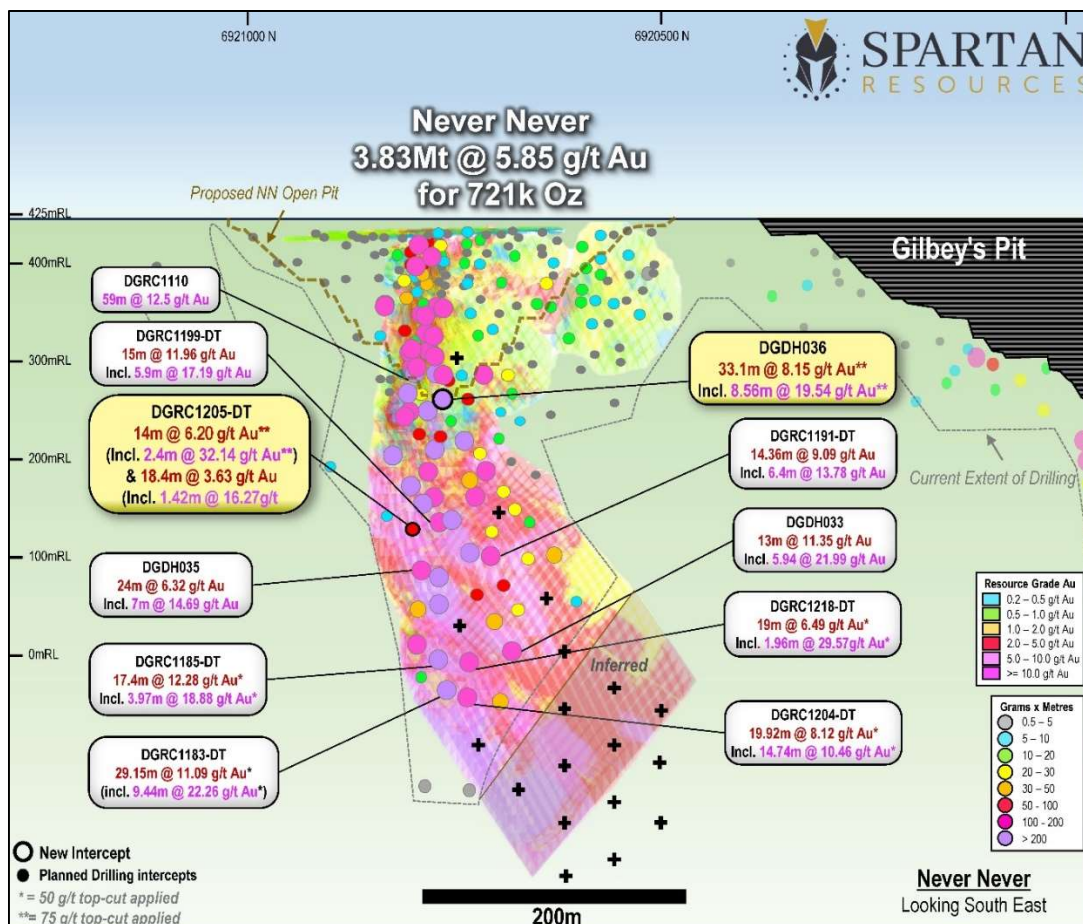 6921000 N
6920500 N
SPARTAN
RESOURCES
Never Never
3.83Mt @ 5.85 g/t Au
for 721k Oz
Proposed NN Open Pit
425mRL
400mRL
300mRL
200mRL
100mRL
0mRL
Gilbey's Pit
DGRC1110
59m @ 12.5 g/t Au
DGRC1199-DT
15m @ 11.96 g/t Au
Incl. 5.9m @ 17.19 g/t Au
DGRC1205-DT
14m @ 6.20 g/t Au**
(Incl. 2.4m @ 32.14 g/t Au**)
& 18.4m @ 3.63 g/t Au
(Incl. 1.42m @ 16.27g/t
DGDH035
24m @ 6.32 g/t Au
Incl. 7m @ 14.69 g/t Au
DGRC1185-DT
17.4m @ 12.28 g/t Au*
Incl. 3.97m @ 18.88 g/t Au*
DGRC1183-DT
29.15m @ 11.09 g/t Au*
(incl. 9.44m @ 22.26 g/t Au*)
DGDH036
33.1m @ 8.15 g/t Au**
Incl. 8.56m @ 19.54 g/t Au**
DGRC1191-DT
14.36m @ 9.09 g/t Au
Incl. 6.4m @ 13.78 g/t Au
DGDH033
13m @ 11.35 g/t Au
Incl. 5.94 @ 21.99 g/t Au
DGRC1218-DT
19m @ 6.49 g/t Au*
Incl. 1.96m @ 29.57g/t Au*
DGRC1204-DT
19.92m @ 8.12 g/t Au*
Incl. 14.74m @ 10.46 g/t Au*
Current Extent of Drilling
Inferred
Resource Grade Au
0.2 – 0.5 g/t Au
0.5 – 1.0 g/t Au
1.0 – 2.0 g/t Au
2.0 – 5.0 g/t Au
5.0 – 10.0 g/t Au
>= 10.0 g/t Au
Grams x Metres
0.5 – 5
5 – 10
10 – 20
20 – 30
30 – 50
50 - 100
100 - 200
> 200
New Intercept
Planned Drilling intercepts
* = 50 g/t top-cut applied
**= 75 g/t top-cut applied
200m
Never Never
Looking South East